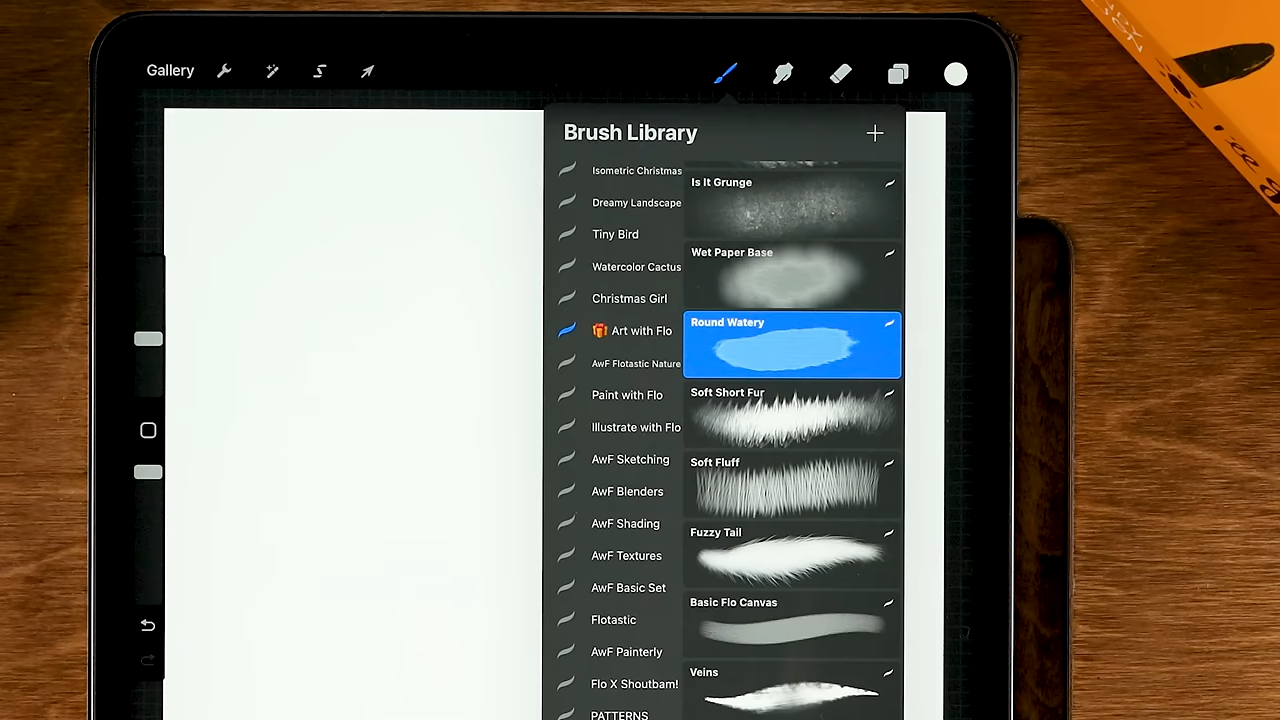 Gallery
Brush Library
Isometric Christmas
Dreamy Landscape
Tiny Bird
Watercolor Cactus
Christmas Girl
Art with Flo
AwF Flotastic Nature
Paint with Flo
Illustrate with Flo
AwF Sketching
AwF Blenders
AwF Shading
AwF Textures
AwF Basic Set
Flotastic
AwF Painterly
Flo X Shoutbam!
PATTERNS
Is It Grunge
Wet Paper Base
Round Watery
Soft Short Fur
Soft Fluff
Fuzzy Tail
Basic Flo Canvas
Veins